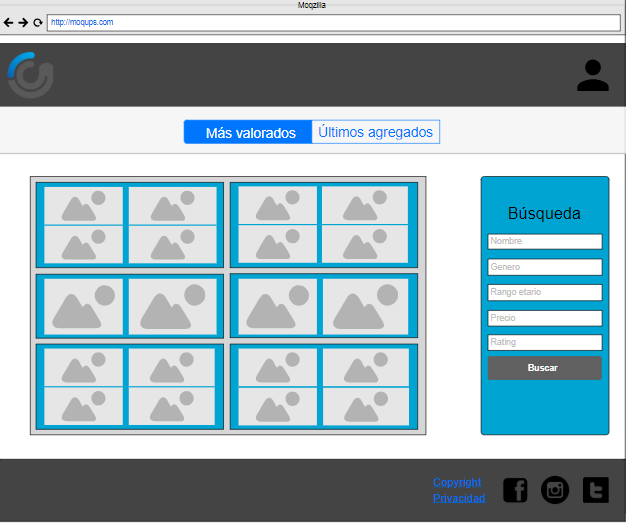 Moqzilla
http://moqups.com
Más valorados
Últimos agregados
Búsqueda
Nombre
Genero
Rango etario
Precio
Rating
Buscar
Copyright
Privacidad